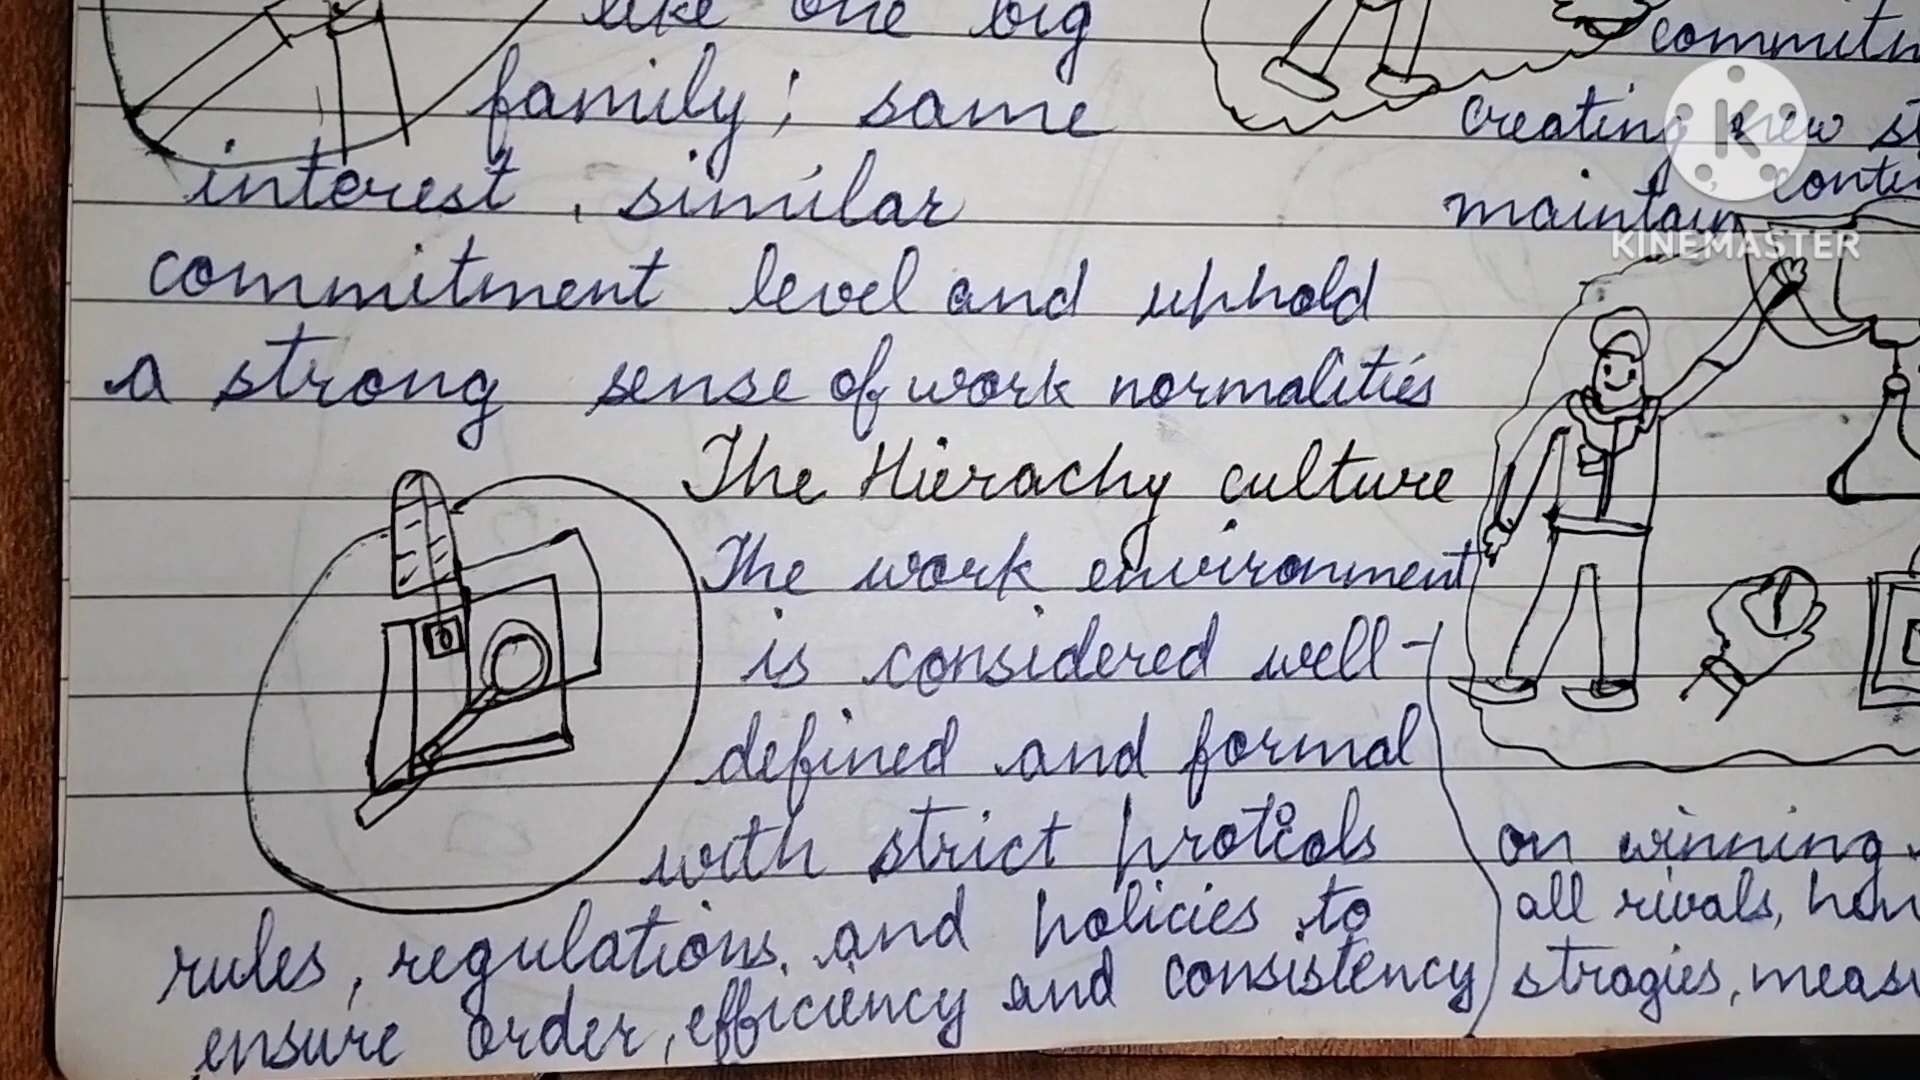 like one big
family; same
interest, similar
commitment level and uphold
a strong sense of work normalities
The Hierachy culture
The work environment
is considered well-
defined and formal
with strict protcols
rules, regulations, and policies to
ensure order, efficiency and consistency
creating new
maintain
on winning
all rivals,
stragies,
KINEMASTER